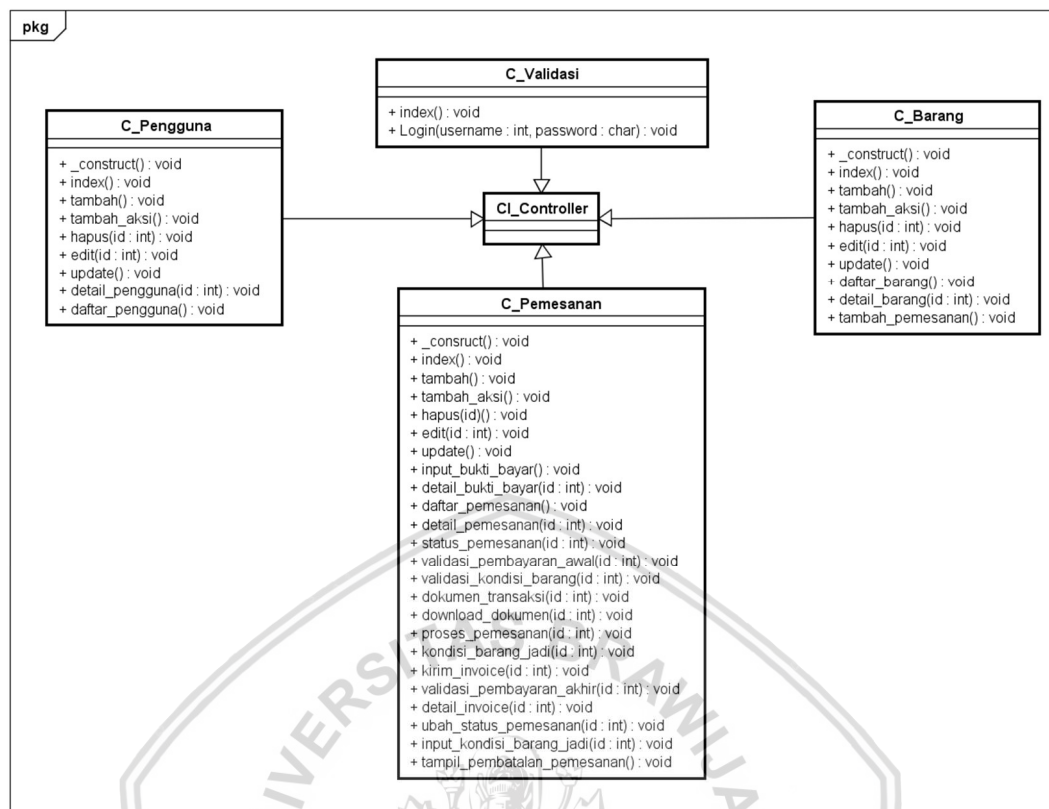 pkg
C_Validasi
+ index() : void
+ Login(username : int, password : char) : void
C_Pengguna
+ _construct() : void
+ index() : void
+ tambah() : void
+ tambah_aksi() : void
+ hapus(id : int) : void
+ edit(id : int) : void
+ update() : void
+ detail_pengguna(id : int) : void
+ daftar_pengguna() : void
CI_Controller
C_Barang
+ _construct() : void
+ index() : void
+ tambah() : void
+ tambah_aksi() : void
+ hapus(id : int) : void
+ edit(id : int) : void
+ update() : void
+ daftar_barang() : void
+ detail_barang(id : int) : void
+ tambah_pemesanan() : void
C_Pemesanan
+ _consruct() : void
+ index() : void
+ tambah() : void
+ tambah_aksi() : void
+ hapus(id)() : void
+ edit(id : int) : void
+ update() : void
+ input_bukti_bayar() : void
+ detail_bukti_bayar(id : int) : void
+ daftar_pemesanan() : void
+ detail_pemesanan(id : int) : void
+ status_pemesanan(id : int) : void
+ validasi_pembayaran_awal(id : int) : void
+ validasi_kondisi_barang(id : int) : void
+ dokumen_transaksi(id : int) : void
+ download_dokumen(id : int) : void
+ proses_pemesanan(id : int) : void
+ kondisi_barang_jadi(id : int) : void
+ kirim_invoice(id : int) : void
+ validasi_pembayaran_akhir(id : int) : void
+ detail_invoice(id : int) : void
+ ubah_status_pemesanan(id : int) : void
+ input_kondisi_barang_jadi(id : int) : void
+ tampil_pembatalan_pemesanan() : void